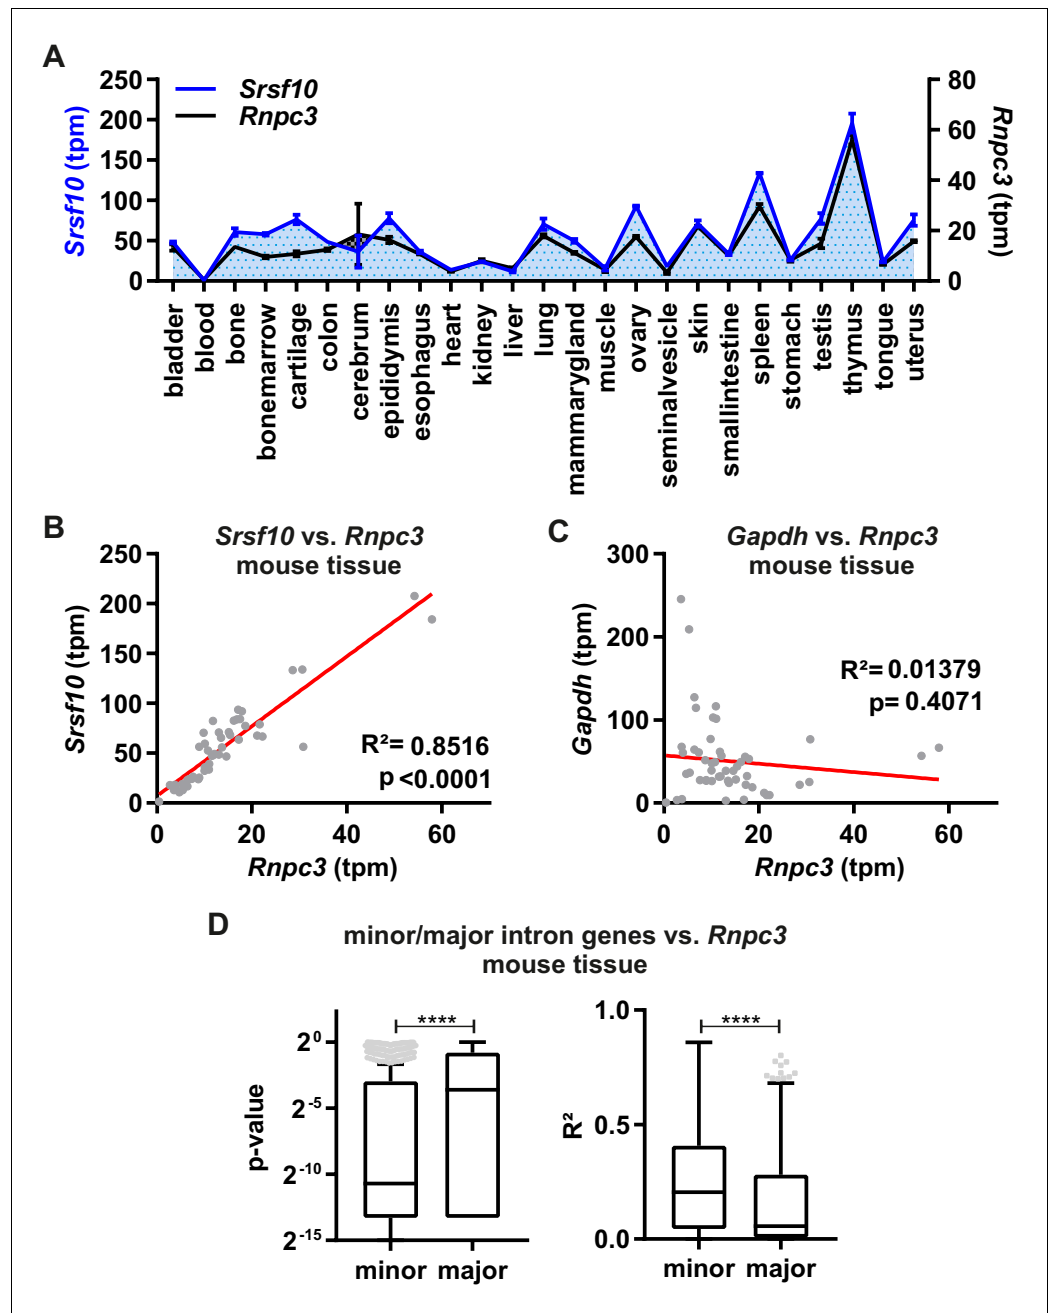 A
Srsf10
Rnpc3
Srsf10 (tpm)
250
200
150
100
50
0
80
60
40
20
0
Rnpc3 (tpm)
bladder
blood
bone
bonemarrow
cartilage
colon
cerebrum
epididymis
esophagus
heart
kidney
liver
lung
mammarygland
muscle
ovary
seminalvesicle
skin
smallintestine
spleen
stomach
testis
thymus
tongue
uterus
B
Srsf10 vs. Rnpc3
mouse tissue
Srsf10 (tpm)
250
200
150
100
50
0
R²= 0.8516
p <0.0001
0 20 40 60
Rnpc3 (tpm)
C
Gapdh vs. Rnpc3
mouse tissue
Gapdh (tpm)
300
200
100
0
R²= 0.01379
p= 0.4071
0 20 40 60
Rnpc3 (tpm)
D
minor/major intron genes vs. Rnpc3
mouse tissue
p-value
2⁰
2⁻⁵
2⁻¹⁰
2⁻¹⁵
****
minor major
R²
1.0
0.5
0.0
****
minor major